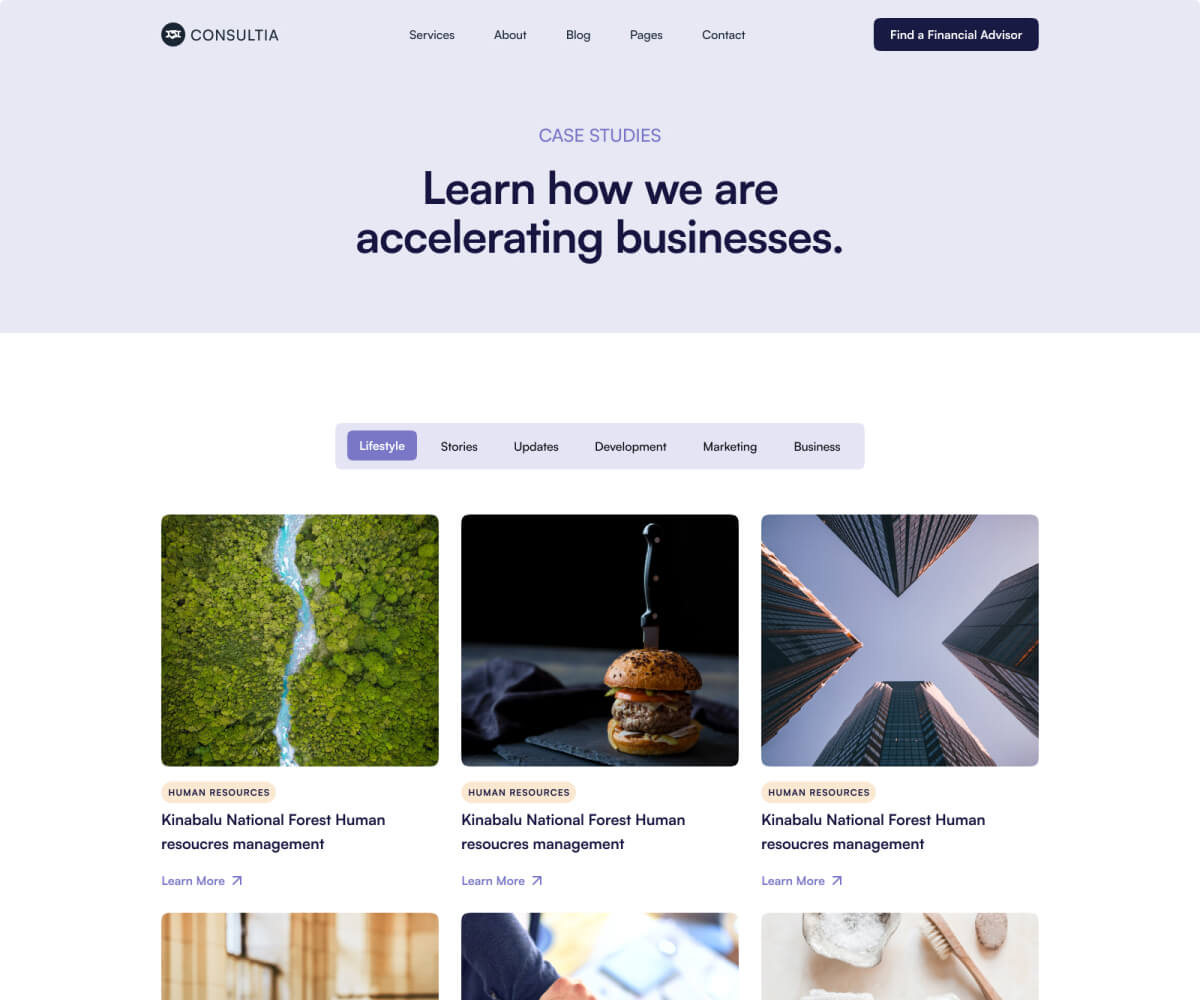 CONSULTIA
Services
About
Blog
Pages
Contact
Find a Financial Advisor
CASE STUDIES
Learn how we are
accelerating businesses.
Lifestyle
Stories
Updates
Development
Marketing
Business
HUMAN RESOURCES
Kinabalu National Forest Human
resoucres management
Learn More
HUMAN RESOURCES
Kinabalu National Forest Human
resoucres management
Learn More
HUMAN RESOURCES
Kinabalu National Forest Human
resoucres management
Learn More